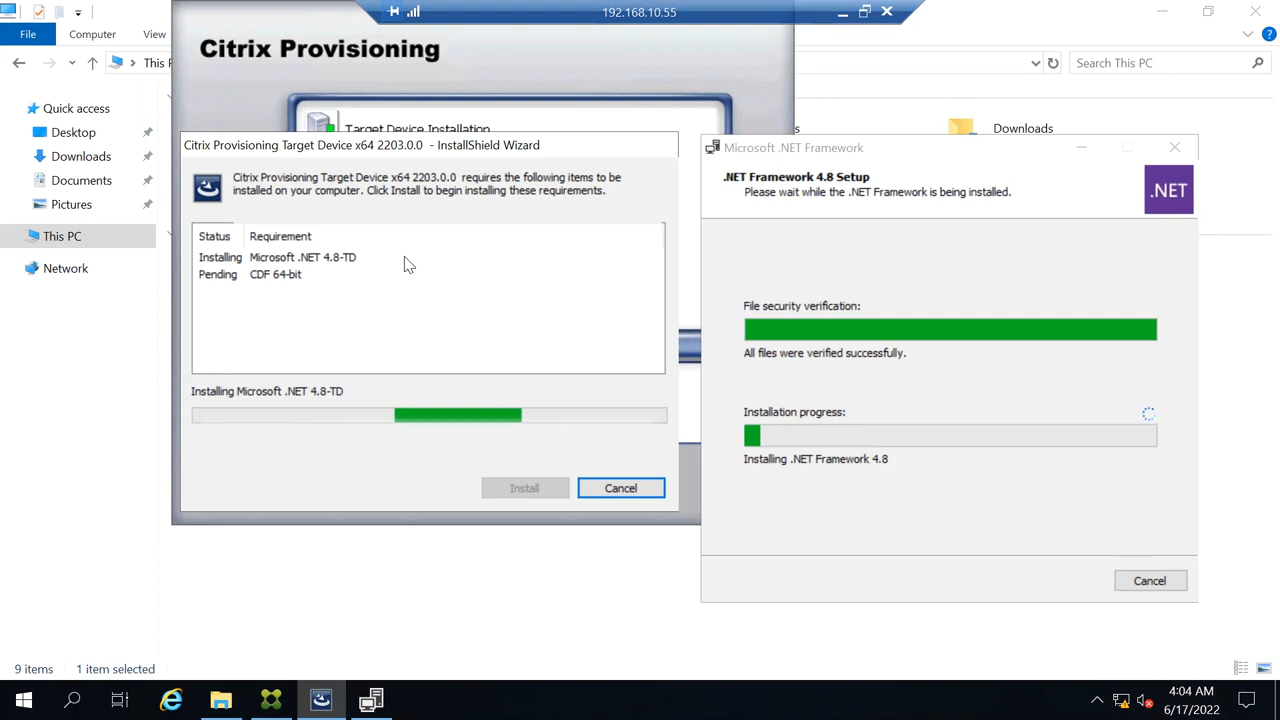 192.168.10.55
File
Computer
View
This P
Search This PC
Citrix Provisioning
Target Device Installation
Quick access
Desktop
Downloads
Documents
Pictures
This PC
Network
s
Downloads
Citrix Provisioning Target Device x64 2203.0.0 - InstallShield Wizard
Citrix Provisioning Target Device x64 2203.0.0 requires the following items to be
installed on your computer. Click Install to begin installing these requirements.
Status Requirement
Installing Microsoft .NET 4.8-TD
Pending CDF 64-bit
Installing Microsoft .NET 4.8-TD
Install
Cancel
Microsoft .NET Framework
.NET Framework 4.8 Setup
Please wait while the .NET Framework is being installed.
.NET
File security verification:
All files were verified successfully.
Installation progress:
Installing .NET Framework 4.8
Cancel
9 items
1 item selected
4:04 AM
6/17/2022